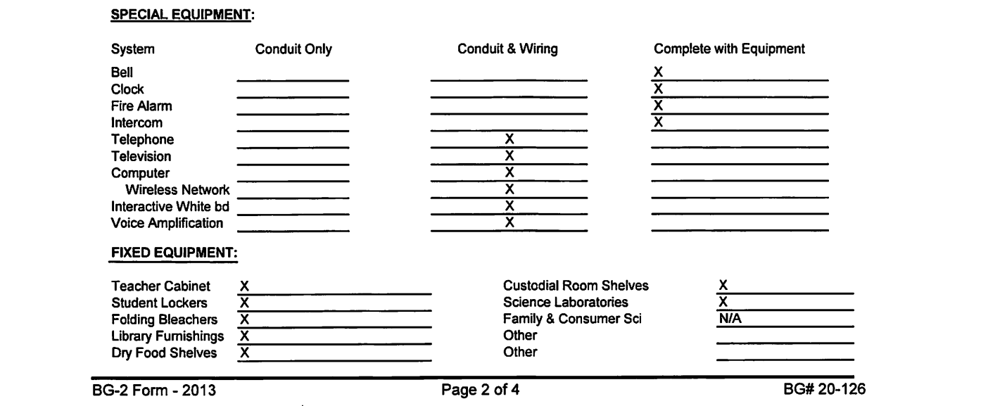 SPECIAL EQUIPMENT:
System Conduit Only Conduit & Wiring Complete with Equipment
Bell X
Clock X
Fire Alarm X
Intercom X
Telephone X
Television X
Computer X
Wireless Network X
Interactive White bd X
Voice Amplification X
FIXED EQUIPMENT:
Teacher Cabinet X Custodial Room Shelves X
Student Lockers X Science Laboratories X
Folding Bleachers X Family & Consumer Sci N/A
Library Furnishings X Other
Dry Food Shelves X Other
BG-2 Form - 2013 Page 2 of 4 BG# 20-126